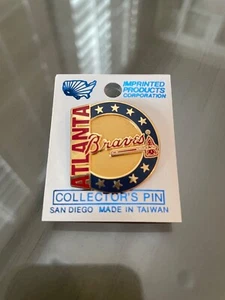 IMPRINTED
PRODUCTS
CORPORATION
ATLANTA
Braves
COLLECTOR'S PIN
SAN DIEGO MADE IN TAIWAN